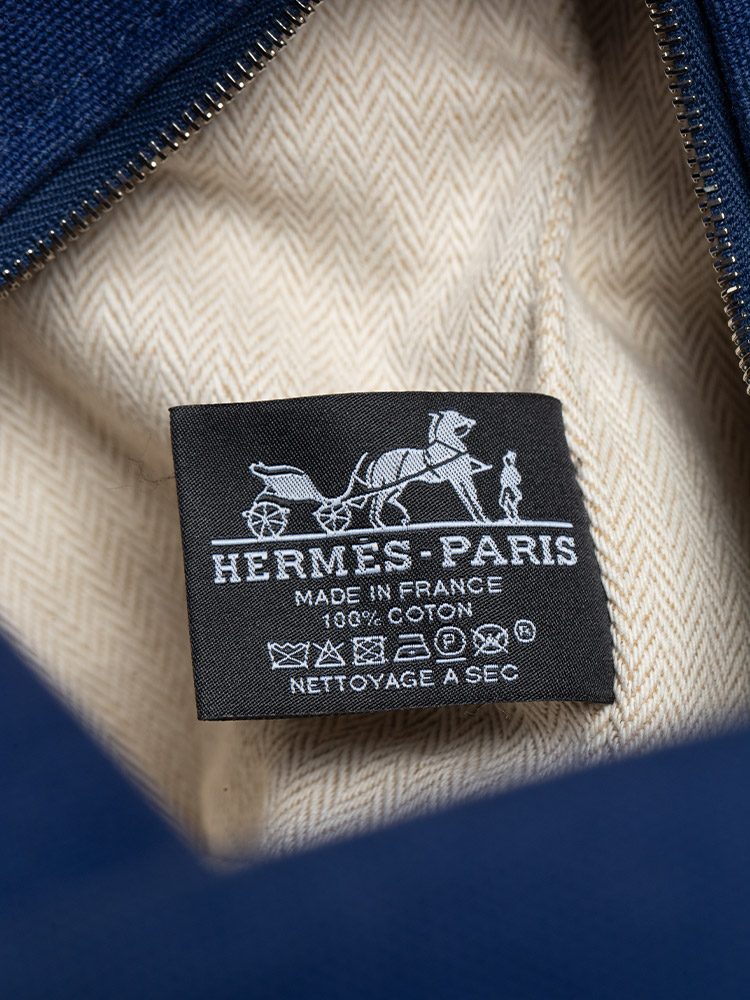 HERMÈS-PARIS
MADE IN FRANCE
100% COTON
P W
NETTOYAGE A SEC